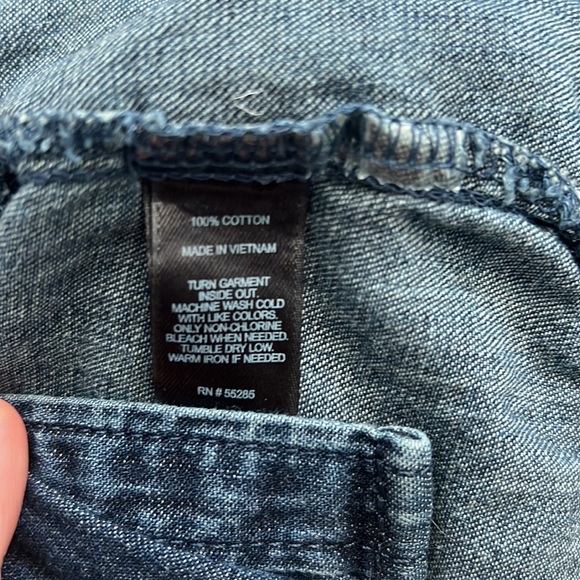 100% COTTON
MADE IN VIETNAM
TURN GARMENT
INSIDE OUT.
MACHINE WASH COLD
WITH LIKE COLORS.
ONLY NON-CHLORINE
BLEACH WHEN NEEDED.
TUMBLE DRY LOW.
WARM IRON IF NEEDED
RN # 55285